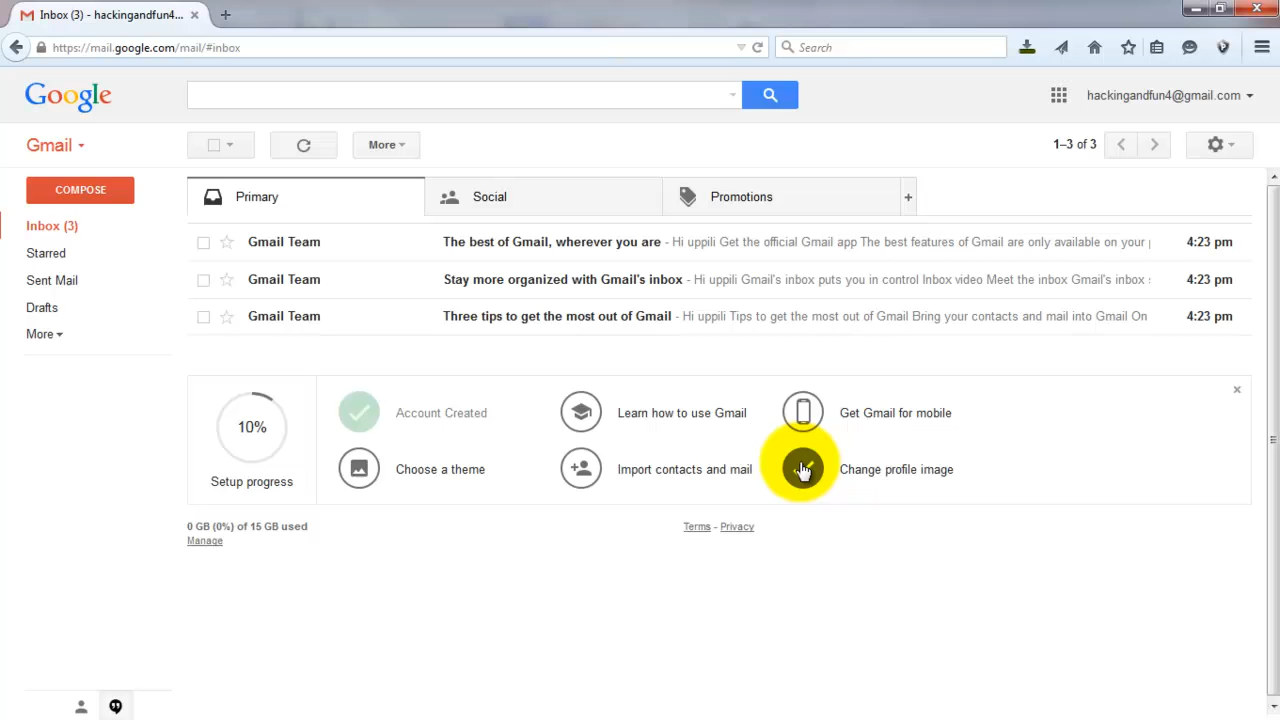 Inbox (3) - hackingandfun4...
https://mail.google.com/mail/#inbox
Search
Google
hackingandfun4@gmail.com
Gmail
More
1–3 of 3
COMPOSE
Inbox (3)
Starred
Sent Mail
Drafts
More
Primary
Social
Promotions
+
Gmail Team The best of Gmail, wherever you are - Hi uppili Get the official Gmail app The best features of Gmail are only available on your 4:23 pm
Gmail Team Stay more organized with Gmail's inbox - Hi uppili Gmail's inbox puts you in control Inbox video Meet the inbox Gmail's inbox 4:23 pm
Gmail Team Three tips to get the most out of Gmail - Hi uppili Tips to get the most out of Gmail Bring your contacts and mail into Gmail On 4:23 pm
10%
Setup progress
Account Created
Learn how to use Gmail
Get Gmail for mobile
Choose a theme
Import contacts and mail
Change profile image
0 GB (0%) of 15 GB used
Manage
Terms - Privacy